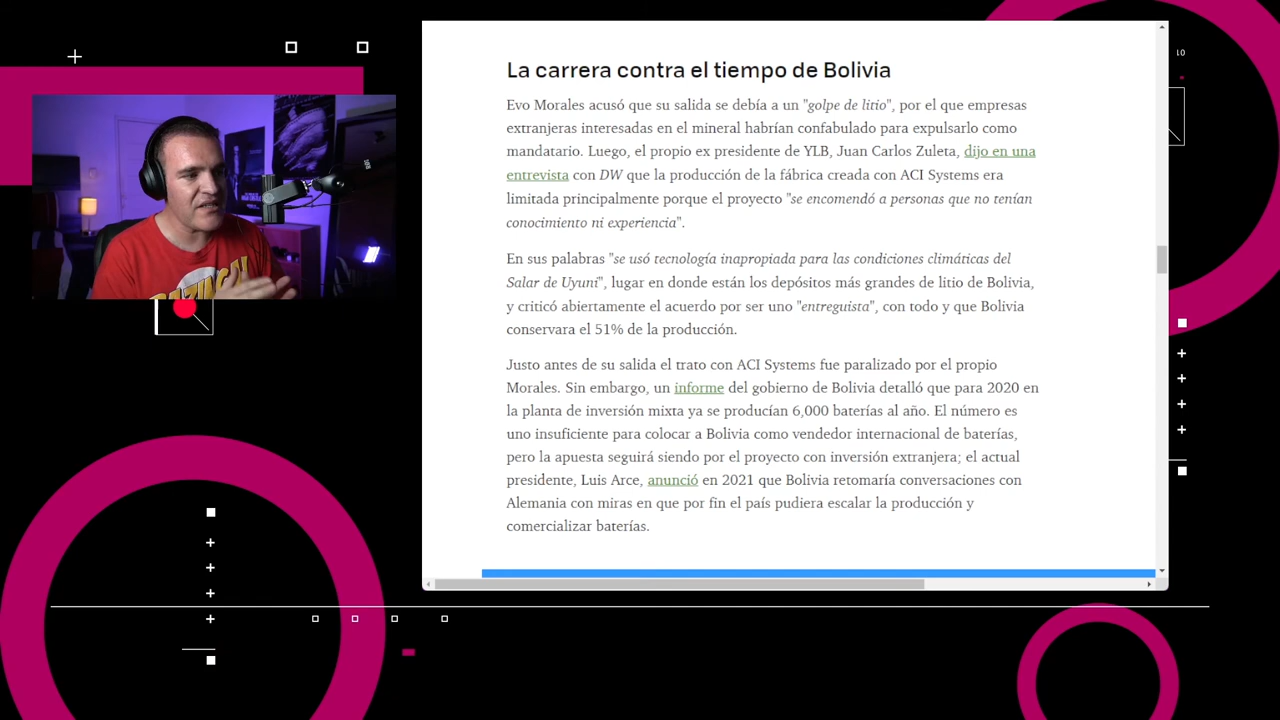 La carrera contra el tiempo de Bolivia
Evo Morales acusó que su salida se debía a un "golpe de litio", por el que empresas
extranjeras interesadas en el mineral habrían confabulado para expulsarlo como
mandatario. Luego, el propio ex presidente de YLB, Juan Carlos Zuleta, dijo en una
entrevista con DW que la producción de la fábrica creada con ACI Systems era
limitada principalmente porque el proyecto "se encomendó a personas que no tenían
conocimiento ni experiencia".
En sus palabras "se usó tecnología inapropiada para las condiciones climáticas del
Salar de Uyuni", lugar en donde están los depósitos más grandes de litio de Bolivia,
y criticó abiertamente el acuerdo por ser uno "entreguista", con todo y que Bolivia
conservara el 51% de la producción.
Justo antes de su salida el trato con ACI Systems fue paralizado por el propio
Morales. Sin embargo, un informe del gobierno de Bolivia detalló que para 2020 en
la planta de inversión mixta ya se producían 6,000 baterías al año. El número es
uno insuficiente para colocar a Bolivia como vendedor internacional de baterías,
pero la apuesta seguirá siendo por el proyecto con inversión extranjera; el actual
presidente, Luis Arce, anunció en 2021 que Bolivia retomaría conversaciones con
Alemania con miras en que por fin el país pudiera escalar la producción y
comercializar baterías.